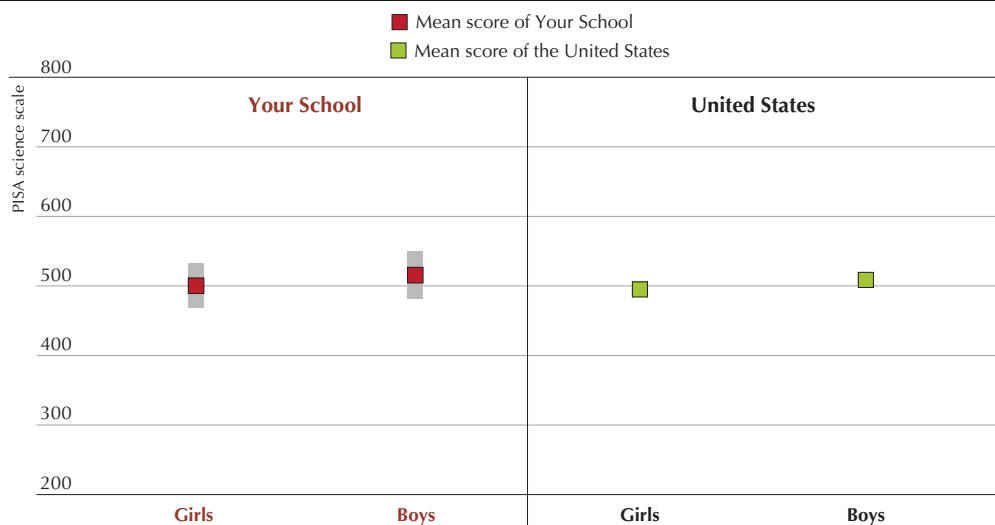 Mean score of Your School
Mean score of the United States
PISA science scale
800
Your School
United States
700
600
500
400
300
200
Girls
Boys
Girls
Boys